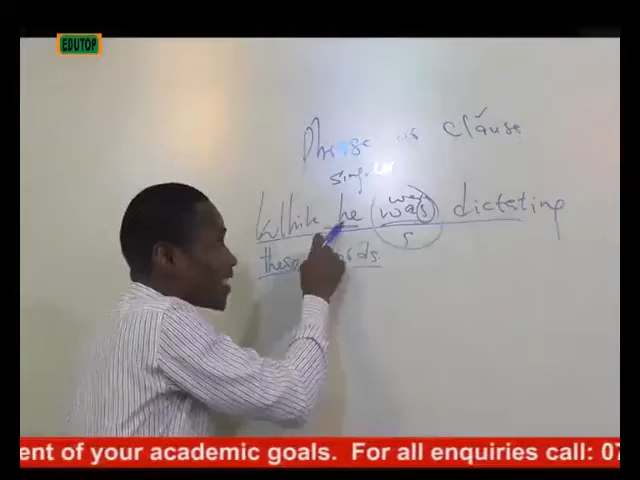 EDUTOP
Phrase or clause
singular
were
While he (was) dictating
s
these words.
ent of your academic goals. For all enquiries call: 07